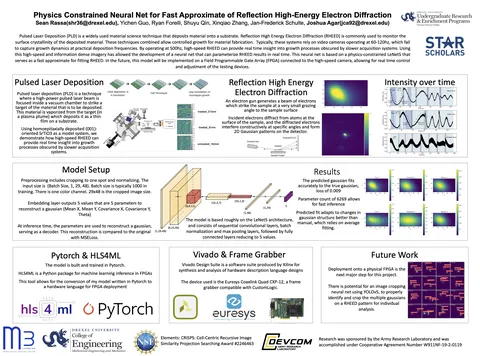 Physics Constrained Neural Net for Fast Approximate of Reflection High-Energy Electron Diffraction
Sean Rasas(shr36@drexel.edu), Yichen Guo, Ryan Forelli, Shuyu Qin, Xinqiao Zhang, Jan-Frederick Schulte, Joshua Agar(jca92@drexel.edu)
DREXEL UNIVERSITY
Undergraduate Research & Enrichment Programs
STAR
SCHOLARS
Pulsed Laser Deposition (PLD) is a widely used material science technique that deposits material onto a substrate. Reflection High Energy Electron Diffraction (RHEED) is commonly used to monitor the
surface crystallinity of the deposited material. These techniques combined allow controlled growth for material fabrication. Typically, these systems rely on video cameras operating at 60-120Hz, which fail
to capture growth dynamics at practical deposition frequencies. By operating at 500Hz, high-speed RHEED can provide real time insight into growth processes obscured by slower acquisition systems. Using
this high-speed and information dense imagery has allowed the development of a neural net that can parameterize RHEED results in real time. This neural net is based on a physics-constrained LeNet5 that
serves as a fast approximate for fitting RHEED. In the future, this model will be implemented on a Field Programmable Gate Array (FPGA) connected to the high-speed camera, allowing for real time control
and adjustment of the testing devices.
Pulsed Laser Deposition
Pulsed laser deposition (PLD) is a technique
where a high-power pulsed laser beam is
focused inside a vacuum chamber to strike a
target of the material that is to be deposited.
This material is vaporized from the target (in
a plasma plume) which deposits it as a thin
film on a substrate.
Using homoepitaxially deposited (001)-
oriented SrTiO3 as a model system, we
demonstrate how high-speed RHEED can
provide real time insight into growth
processes obscured by slower acquisition
systems.
Reflection High Energy
Electron Diffraction
An electron gun generates a beam of electrons
which strike the sample at a very small grazing
angle to the sample surface
Incident electrons diffract from atoms at the
surface of the sample, and the diffracted electrons
interfere constructively at specific angles and form
2D Gaussian patterns on the detector
Intensity over time
Model Setup
Preprocessing includes cropping to one spot and normalizing. The
input size is (Batch Size, 1, 29, 48). Batch size is typically 1000 in
training. There is one color channel. 29x48 is the cropped image size.
Embedding layer outputs 5 values that are 5 parameters to
reconstruct a gaussian (Mean X, Mean Y, Covariance X, Covariance Y,
Theta)
At inference time, the parameters are used to reconstruct a gaussian,
serving as a decoder. This reconstruction is compared to the original
with MSELoss.
The model is based roughly on the LeNet5 architecture, and
consists of sequential convolutional layers, batch
normalization and max pooling layers, followed by fully
connected layers reducing to 5 values.
Results
The predicted gaussian fits
accurately to the true gaussian,
loss of 0.009
Parameter count of 6269 allows
for fast inference
Predicted fit adapts to changes in
gaussian structure better than
manual, which relies on average
fitting.
Pytorch & HLS4ML
The model is built and trained in Pytorch.
HLS4ML is a Python package for machine learning inference in FPGAs
This tool allows for the conversion of my model written in Pytorch to
a hardware language for FPGA deployment
hls 4 ml
PyTorch
Vivado & Frame Grabber
Vivado Design Suite is a software suite produced by Xilinx for
synthesis and analysis of hardware description language designs
The device used is the Euresys Coaxlink Quad CXP-12, a frame
grabber compatible with CustomLogic.
euresys
Future Work
Deployment onto a physical FPGA is the
next major step for this project.
There is potential for an image cropping
neural net using YOLOv5, to properly
identify and crop the multiple gaussians
on a RHEED pattern for individual
analysis.
M3
DREXEL UNIVERSITY
College of
Engineering
NSF
Elements: CRISPS: Cell-Centric Recursive Image
Similarity Projection Searching Award #2246463
DEVCOM
ARMY RESEARCH
LABORATORY
Research was sponsored by the Army Research Laboratory and was
accomplished under Cooperative Agreement Number W911NF-19-2-0119